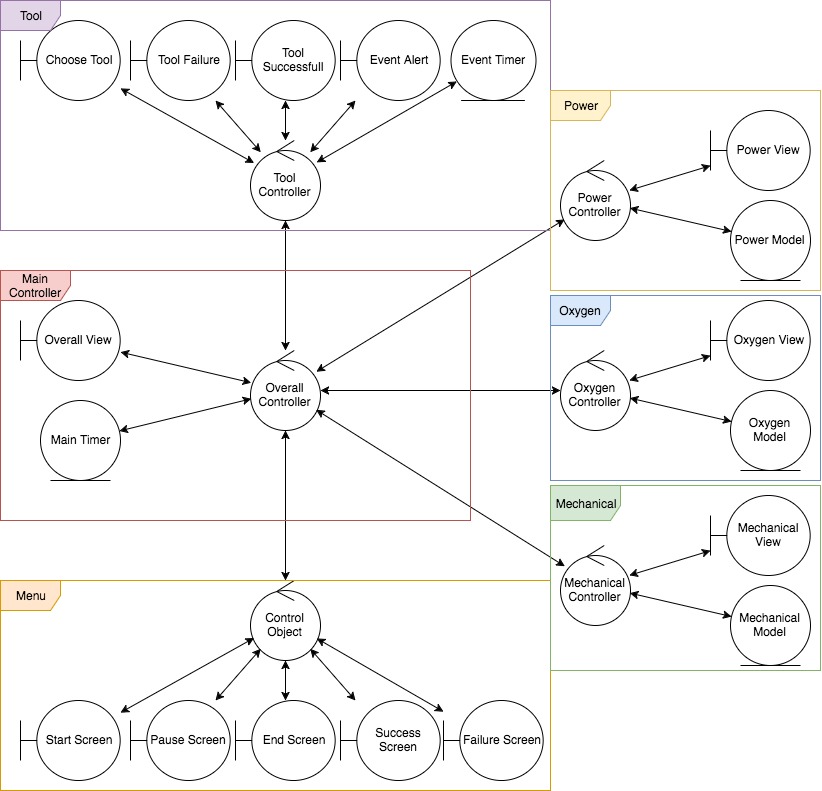 Tool
Choose Tool
Tool Failure
Tool
Successfull
Event Alert
Event Timer
Tool
Controller
Power
Power View
Power
Controller
Power Model
Main
Controller
Overall View
Overall
Controller
Main Timer
Oxygen
Oxygen View
Oxygen
Controller
Oxygen
Model
Mechanical
Mechanical
View
Mechanical
Controller
Mechanical
Model
Menu
Control
Object
Start Screen
Pause Screen
End Screen
Success
Screen
Failure Screen